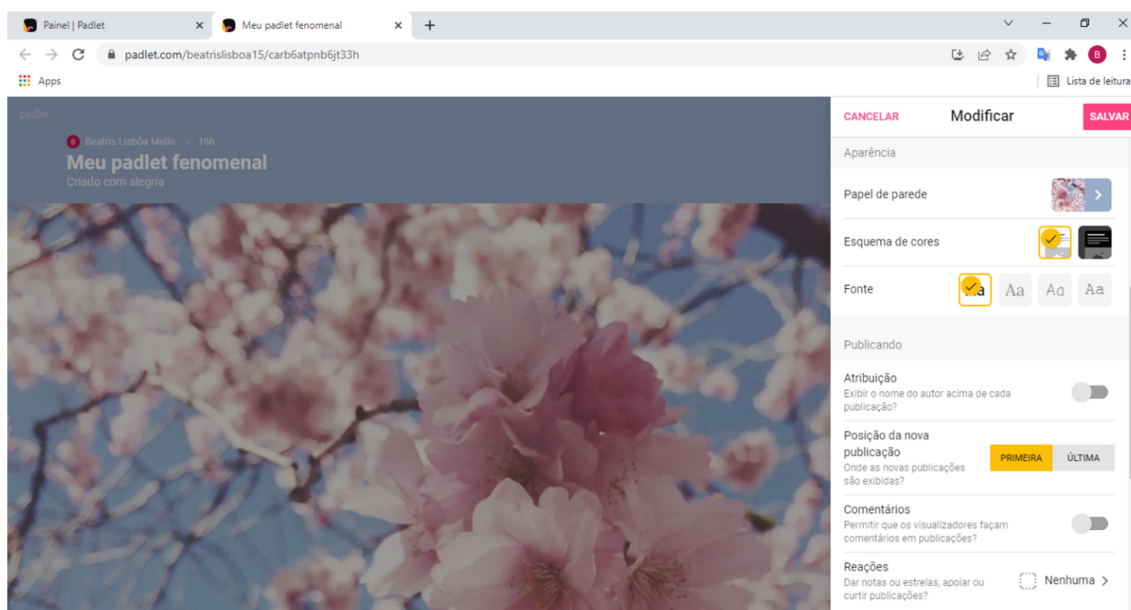 Painel | Padlet
Meu padlet fenomenal
padlet.com/beatrislisboa15/carb6atpnb6jt33h
B
Apps
Lista de leitura
padlet
B Beatris Lisbôa Mello · 16h
Meu padlet fenomenal
Criado com alegria
CANCELAR Modificar SALVAR
Aparência
Papel de parede
Esquema de cores
Fonte
Aa Aa Aa
Publicando
Atribuição
Exibir o nome do autor acima de cada
publicação?
Posição da nova
publicação
Onde as novas publicações
são exibidas?
PRIMEIRA ÚLTIMA
Comentários
Permitir que os visualizadores façam
comentários em publicações?
Reações
Dar notas ou estrelas, apoiar ou
curtir publicações?
Nenhuma